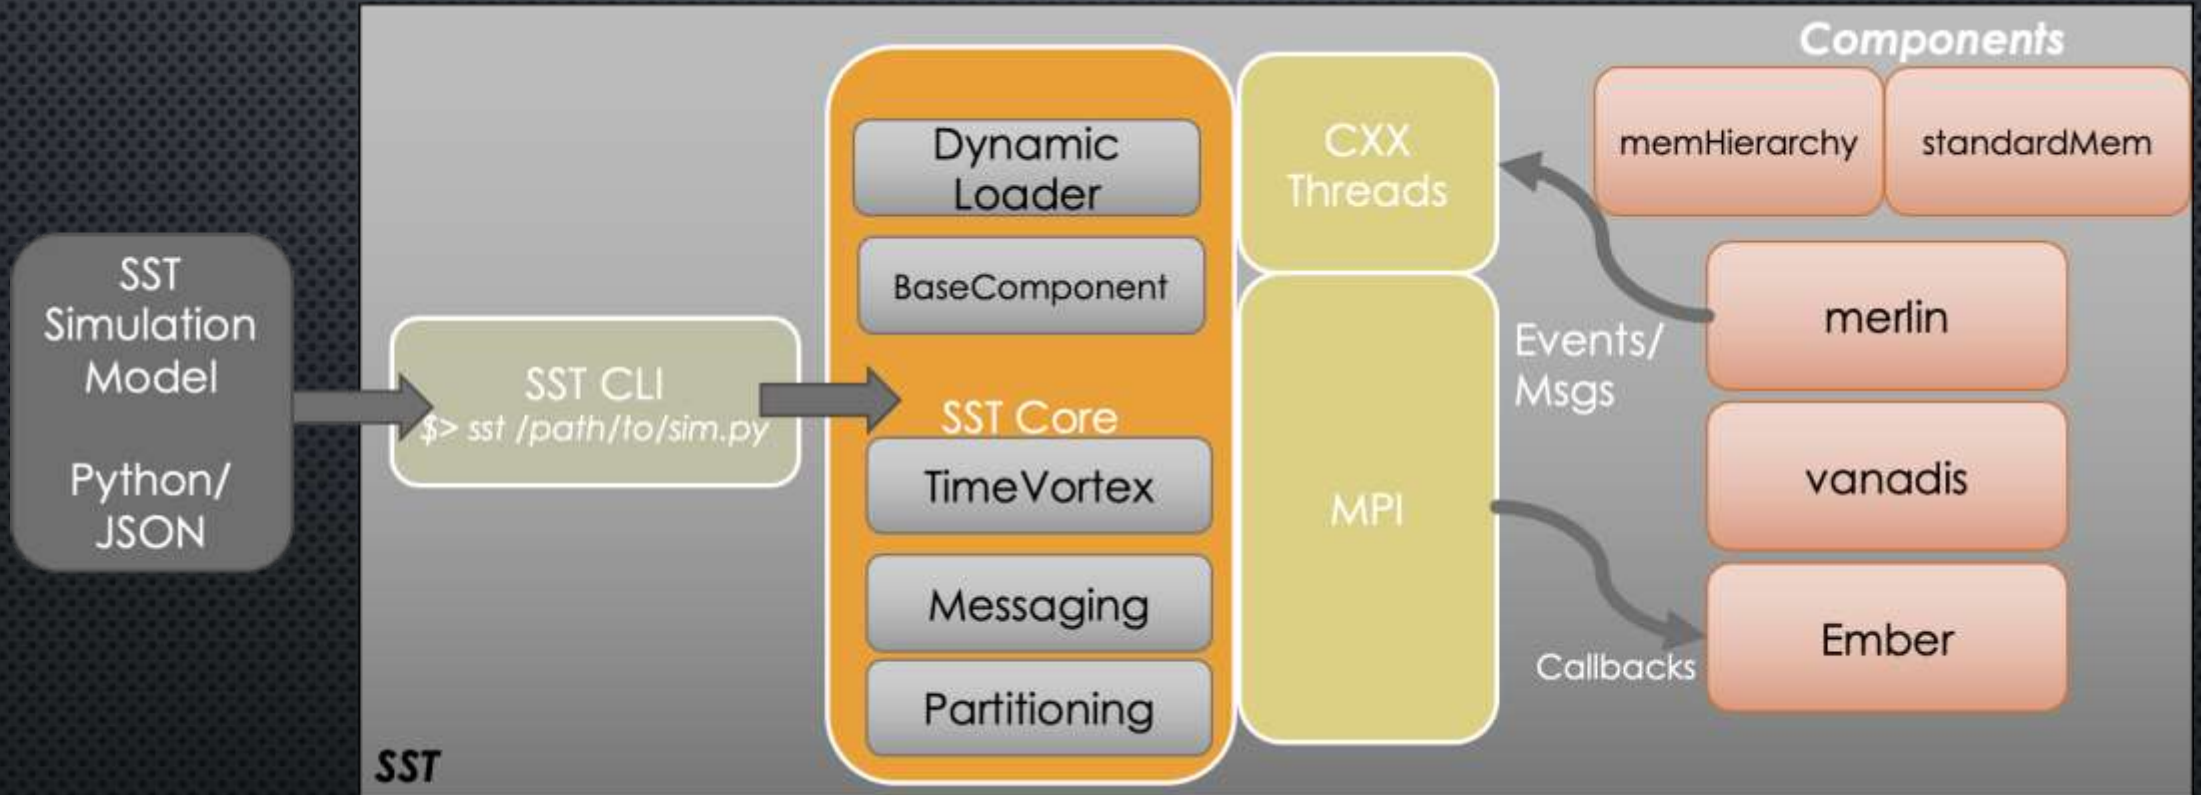 SST
Simulation
Model
Python/
JSON
SST CLI
$> sst /path/to/sim.py
Dynamic
Loader
BaseComponent
SST Core
TimeVortex
Messaging
Partitioning
CXX
Threads
MPI
Events/
Msgs
Callbacks
Components
memHierarchy
standardMem
merlin
vanadis
Ember
SST